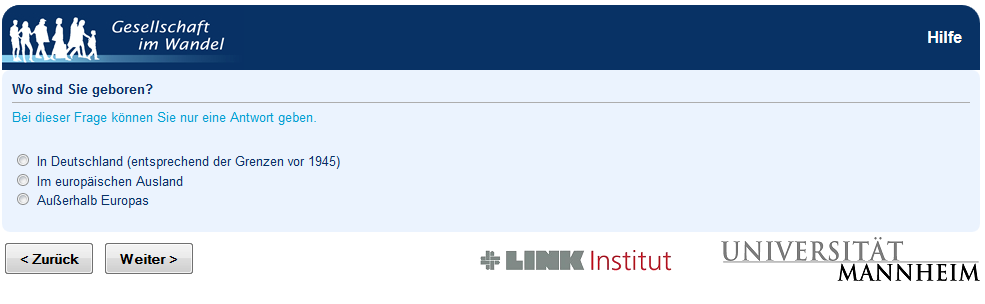 Gesellschaft
im Wandel
Hilfe
Wo sind Sie geboren?
Bei dieser Frage können Sie nur eine Antwort geben.
In Deutschland (entsprechend der Grenzen vor 1945)
Im europäischen Ausland
Außerhalb Europas
< Zurück
Weiter >
LINK Institut
UNIVERSITÄT
MANNHEIM